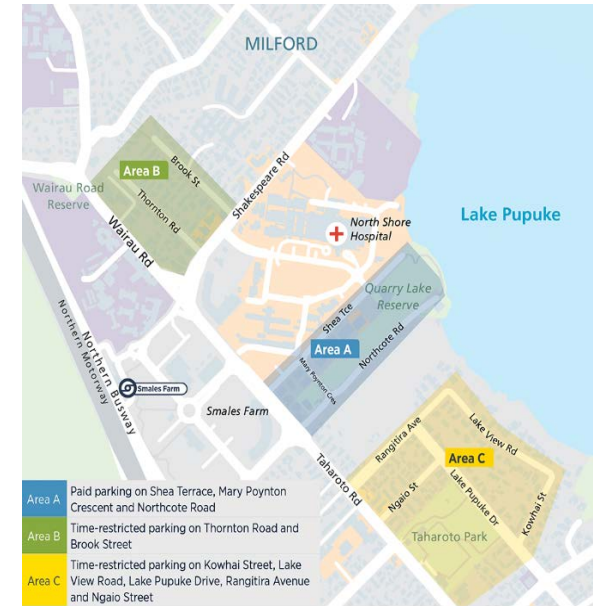 MILFORD
Area B
Brook St
Thornton Rd
Wairau Road
Reserve
Wairau Rd
Shakespeare Rd
North Shore
Hospital
Lake Pupuke
Quarry Lake
Reserve
Shea Tce
Area A
Northcote Rd
Mary Poynton Cres
Northern Motorway
Northern Busway
Smales Farm
Smales Farm
Taharoto Rd
Rangitira Ave
Lake View Rd
Area C
Ngaio St
Lake Pupuke Dr
Kowhai St
Taharoto Park
Area A
Paid parking on Shea Terrace, Mary Poynton
Crescent and Northcote Road
Area B
Time-restricted parking on Thornton Road and
Brook Street
Area C
Time-restricted parking on Kowhai Street, Lake
View Road, Lake Pupuke Drive, Rangitira Avenue
and Ngaio Street